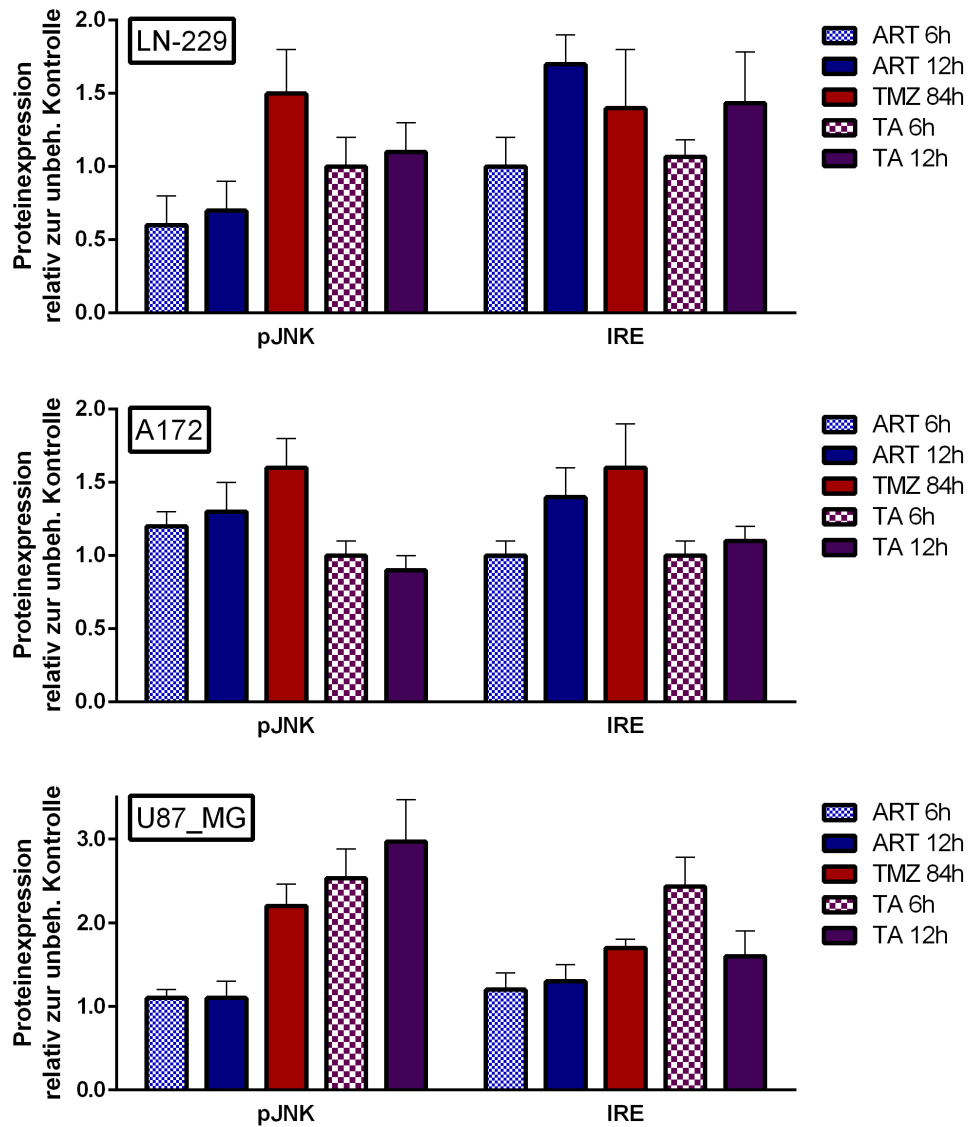 LN-229
Proteinexpression
relativ zur unbeh. Kontrolle
2.0
1.5
1.0
0.5
0.0
pJNK
IRE
ART 6h
ART 12h
TMZ 84h
TA 6h
TA 12h
A172
Proteinexpression
relativ zur unbeh. Kontrolle
2.0
1.5
1.0
0.5
0.0
pJNK
IRE
ART 6h
ART 12h
TMZ 84h
TA 6h
TA 12h
U87_MG
Proteinexpression
relativ zur unbeh. Kontrolle
3.0
2.0
1.0
0.0
pJNK
IRE
ART 6h
ART 12h
TMZ 84h
TA 6h
TA 12h